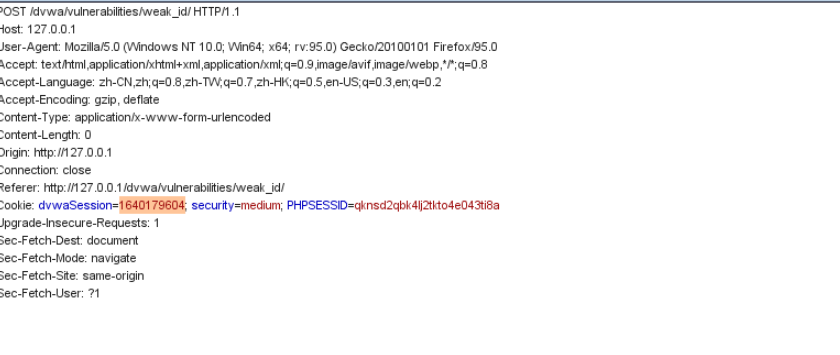 POST /dvwa/vulnerabilities/weak_id/ HTTP/1.1
Host: 127.0.0.1
User-Agent: Mozilla/5.0 (Windows NT 10.0; Win64; x64; rv:95.0) Gecko/20100101 Firefox/95.0
Accept: text/html,application/xhtml+xml,application/xml;q=0.9,image/avif,image/webp,*/*;q=0.8
Accept-Language: zh-CN,zh;q=0.8,zh-TW;q=0.7,zh-HK;q=0.5,en-US;q=0.3,en;q=0.2
Accept-Encoding: gzip, deflate
Content-Type: application/x-www-form-urlencoded
Content-Length: 0
Origin: http://127.0.0.1
Connection: close
Referer: http://127.0.0.1/dvwa/vulnerabilities/weak_id/
Cookie: dvwaSession=1640179604; security=medium; PHPSESSID=qknsd2qbk4lj2tkto4e043ti8a
Upgrade-Insecure-Requests: 1
Sec-Fetch-Dest: document
Sec-Fetch-Mode: navigate
Sec-Fetch-Site: same-origin
Sec-Fetch-User: ?1